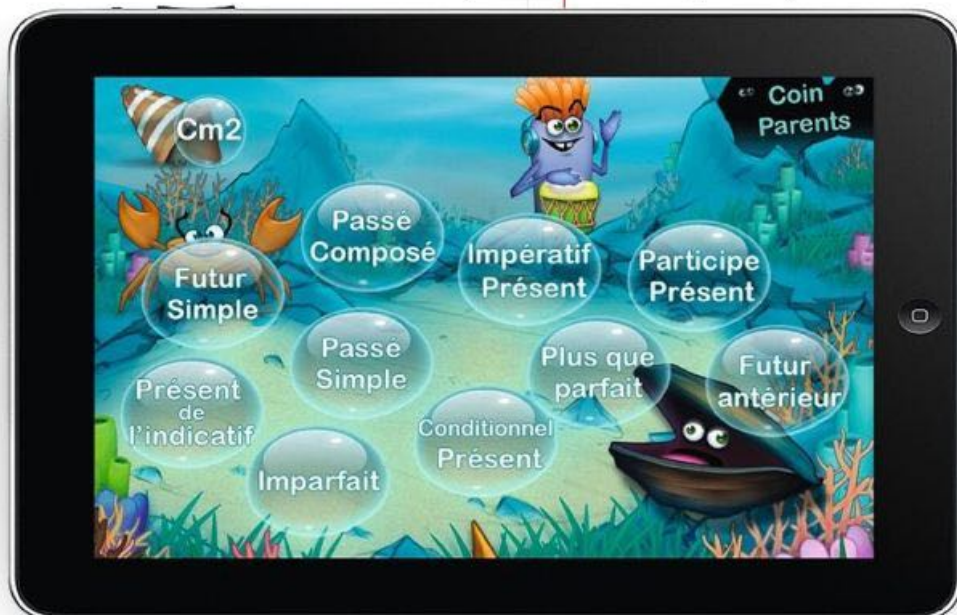 Cm2
Coin
Parents
Passé
Composé
Impératif
Présent
Participe
Présent
Futur
Simple
Passé
Simple
Plus que
parfait
Futur
antérieur
Présent
de
l'indicatif
Conditionnel
Présent
Imparfait